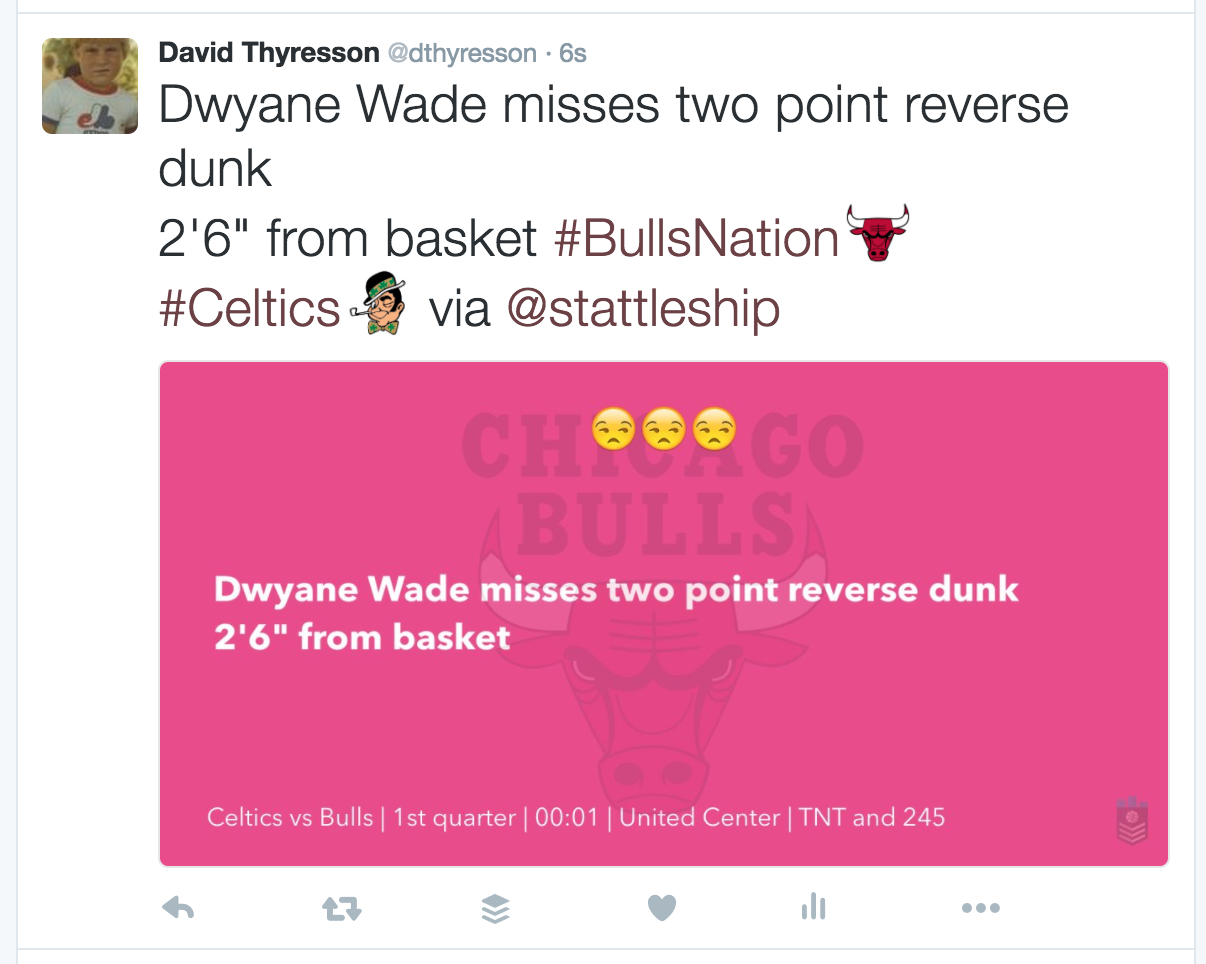 David Thyresson @dthyresson · 6s
Dwyane Wade misses two point reverse
dunk
2'6" from basket #BullsNation
#Celtics via @stattleship
CHICAGO
BULLS
😒😒😒
Dwyane Wade misses two point reverse dunk
2'6" from basket
Celtics vs Bulls | 1st quarter | 00:01 | United Center | TNT and 245